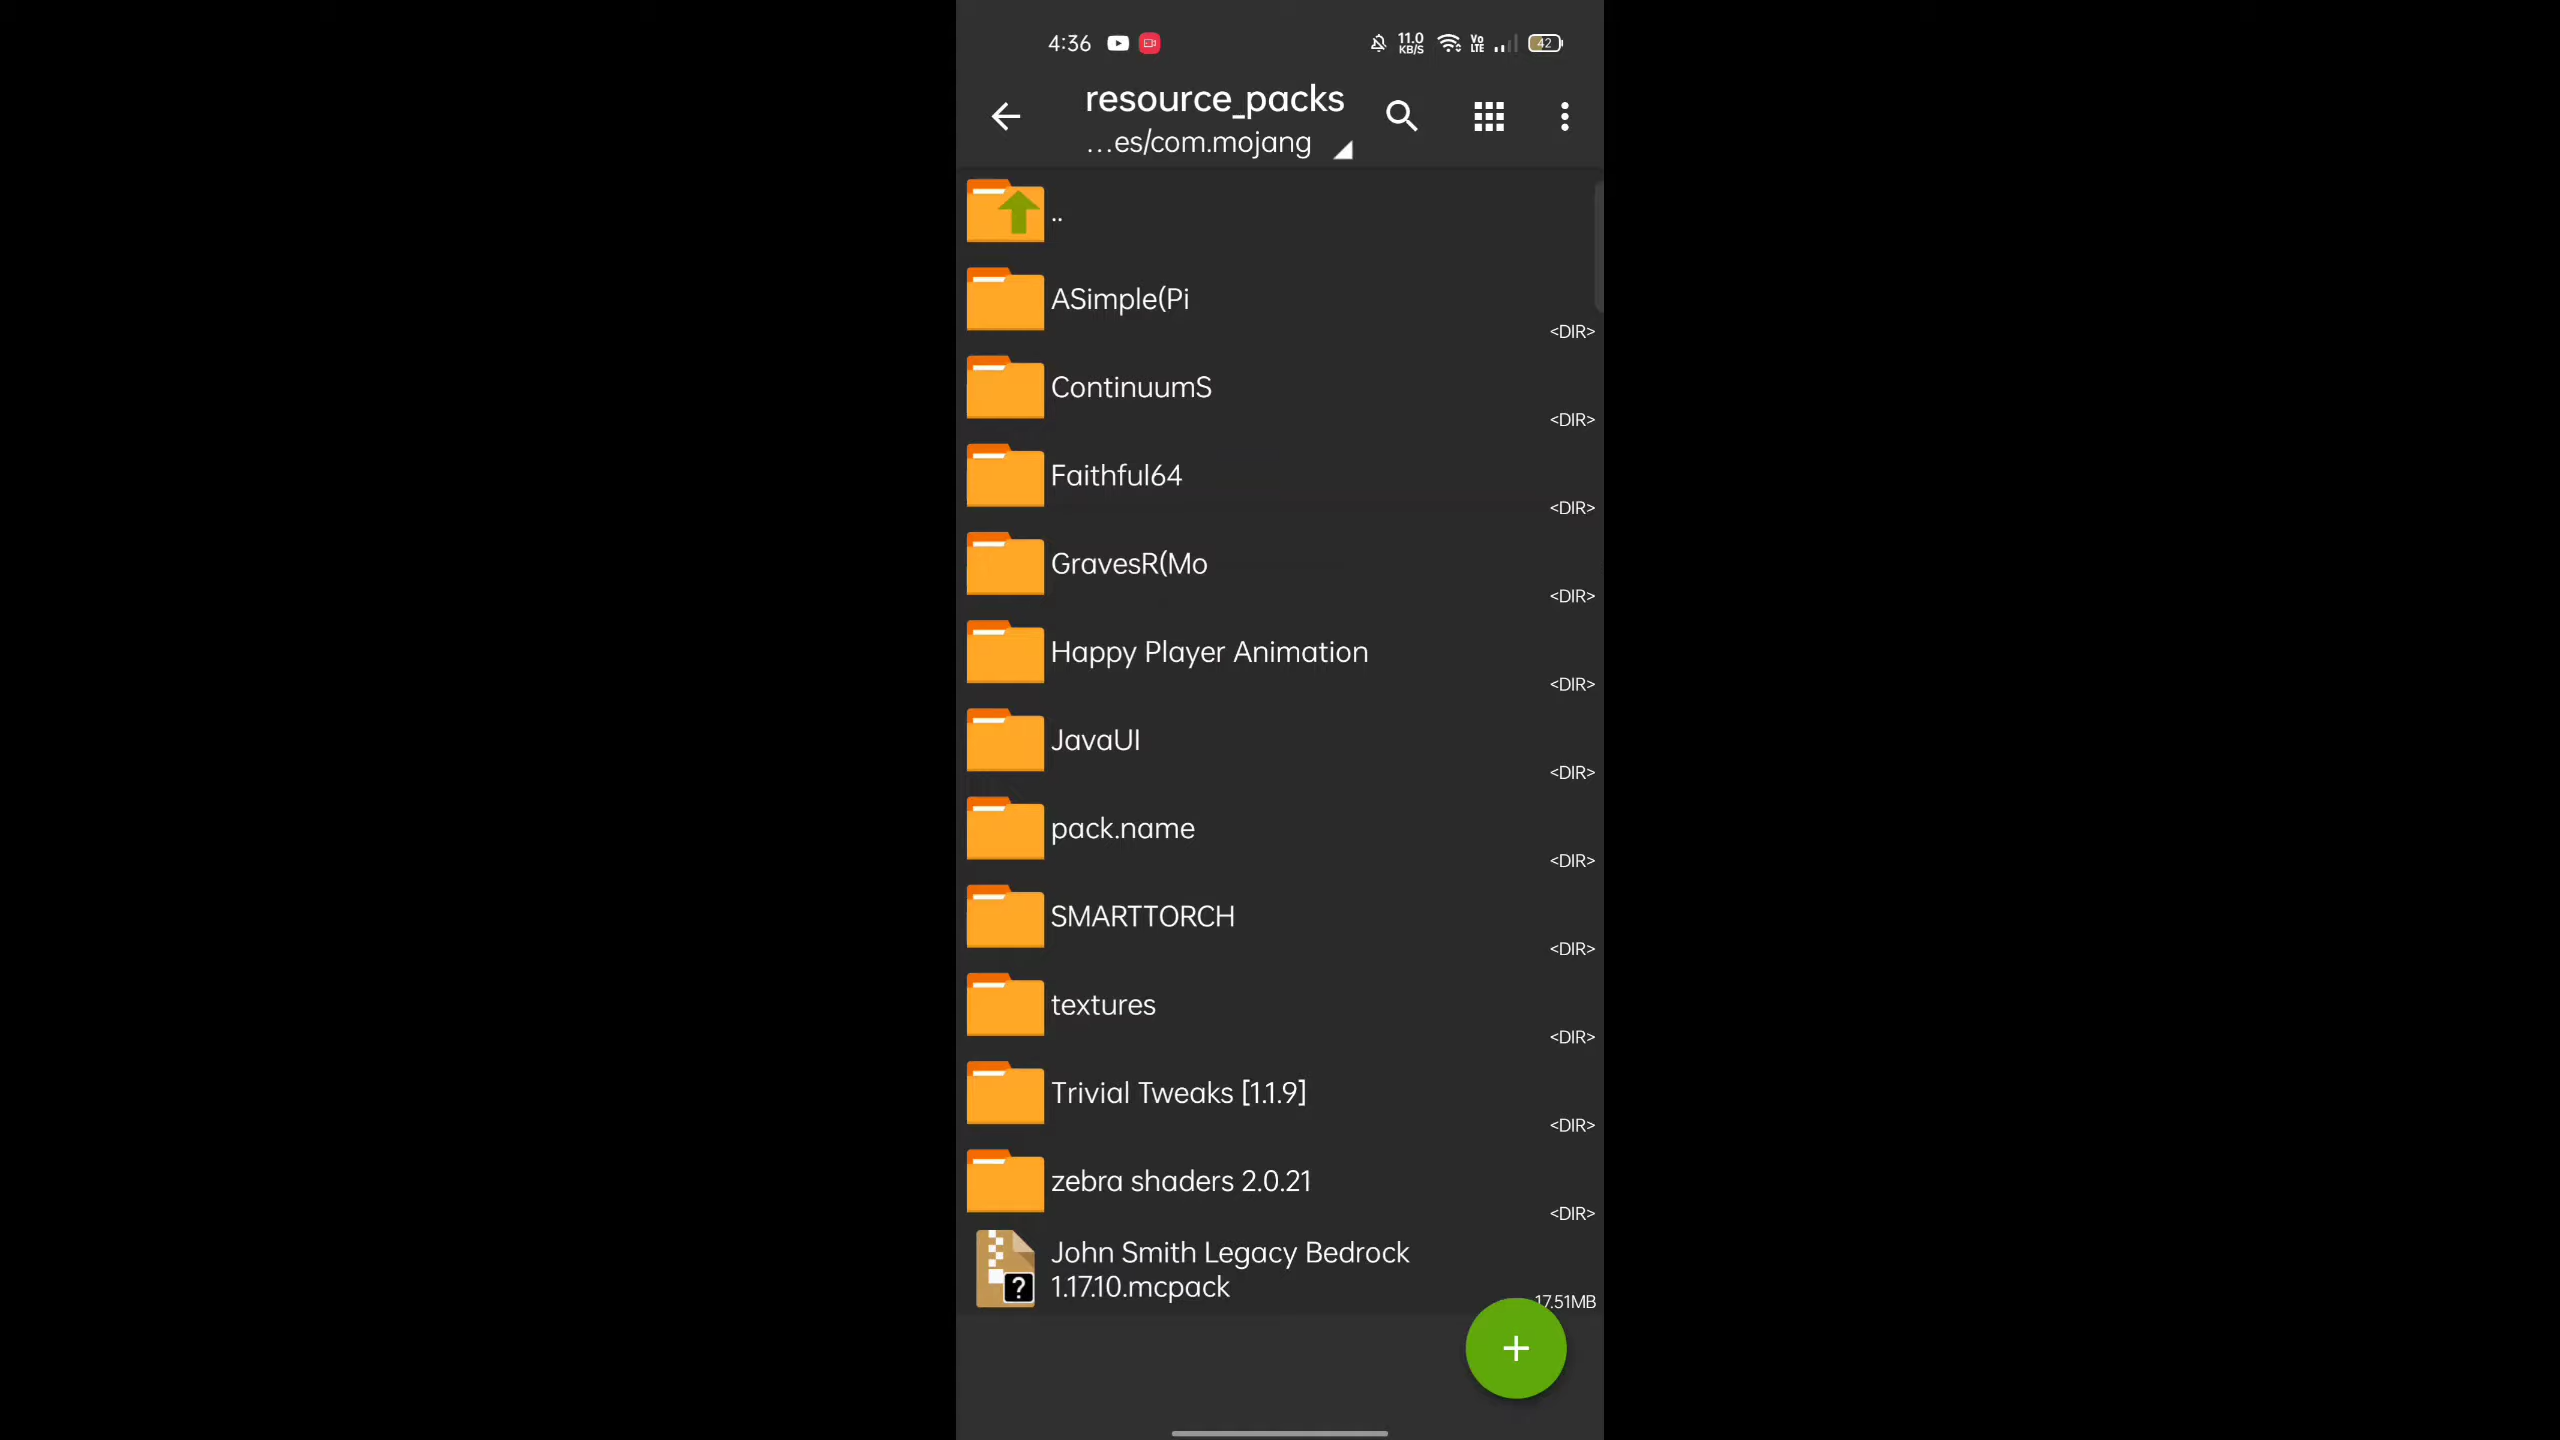 4:36
11.0
KB/S
Vo
LTE
42
resource_packs
...es/com.mojang
..
ASimple(Pi
<DIR>
ContinuumS
<DIR>
Faithful64
<DIR>
GravesR(Mo
<DIR>
Happy Player Animation
<DIR>
JavaUI
<DIR>
pack.name
<DIR>
SMARTTORCH
<DIR>
textures
<DIR>
Trivial Tweaks [1.1.9]
<DIR>
zebra shaders 2.0.21
<DIR>
John Smith Legacy Bedrock
1.17.10.mcpack
17.51MB